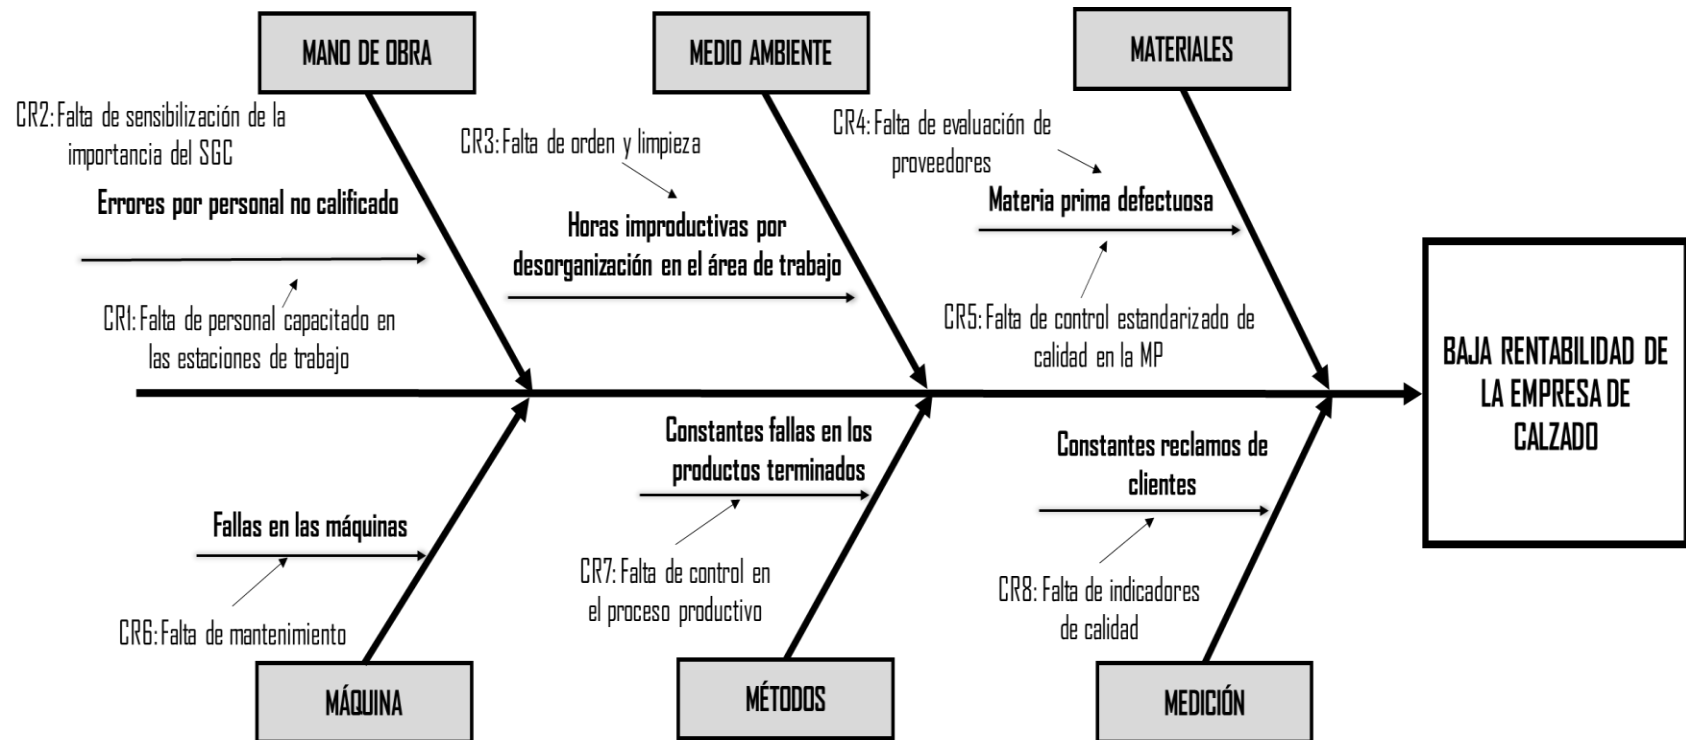 MANO DE OBRA
MEDIO AMBIENTE
MATERIALES
CR2: Falta de sensibilización de la
importancia del SGC
Errores por personal no calificado
CR1: Falta de personal capacitado en
las estaciones de trabajo
CR3: Falta de orden y limpieza
Horas improductivas por
desorganización en el área de trabajo
CR4: Falta de evaluación de
proveedores
Materia prima defectuosa
CR5: Falta de control estandarizado de
calidad en la MP
BAJA RENTABILIDAD DE
LA EMPRESA DE
CALZADO
Fallas en las máquinas
CR6: Falta de mantenimiento
Constantes fallas en los
productos terminados
CR7: Falta de control en
el proceso productivo
Constantes reclamos de
clientes
CR8: Falta de indicadores
de calidad
MÁQUINA
MÉTODOS
MEDICIÓN